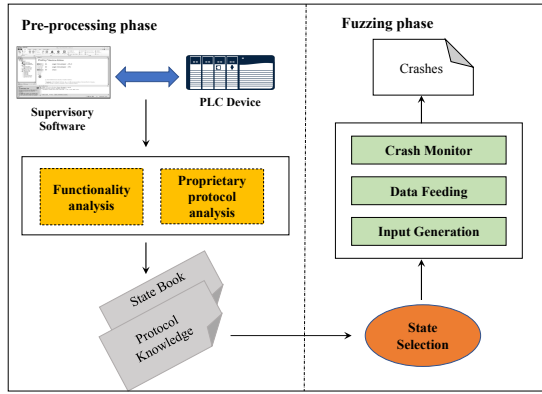 Pre-processing phase
Supervisory
Software
PLC Device
Functionality
analysis
Proprietary
protocol
analysis
State Book
Protocol
Knowledge
Fuzzing phase
Crashes
Crash Monitor
Data Feeding
Input Generation
State
Selection